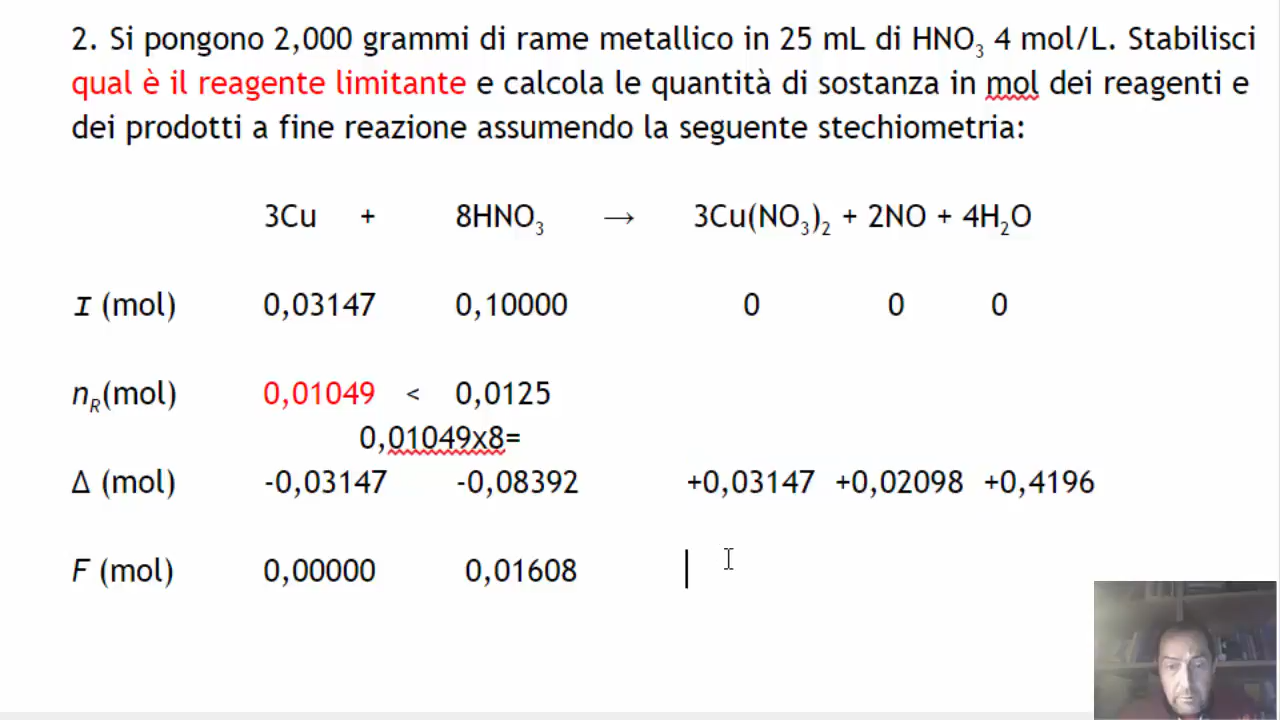 2. Si pongono 2,000 grammi di rame metallico in 25 mL di HNO₃ 4 mol/L. Stabilisci
qual è il reagente limitante e calcola le quantità di sostanza in mol dei reagenti e
dei prodotti a fine reazione assumendo la seguente stechiometria:
3Cu + 8HNO₃ → 3Cu(NO₃)₂ + 2NO + 4H₂O
I (mol) 0,03147 0,10000 0 0 0
nR(mol) 0,01049 < 0,0125
0,01049x8=
Δ (mol) -0,03147 -0,08392 +0,03147 +0,02098 +0,4196
F (mol) 0,00000 0,01608